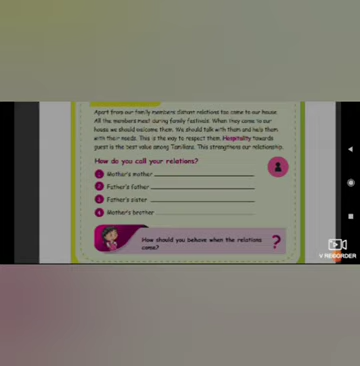 Apart from our family members distant relations too come to our house.
All the members meet during family festivals. When they come to our
house we should welcome them. We should talk with them and help them
with their needs. This is the way to respect them. Hospitality towards
guest is the best value among Tamilians. This strengthens our relationship.
How do you call your relations?
1 Mother's mother
2 Father's father
3 Father's sister
4 Mother's brother
How should you behave when the relations
come?
?
V RECORDER